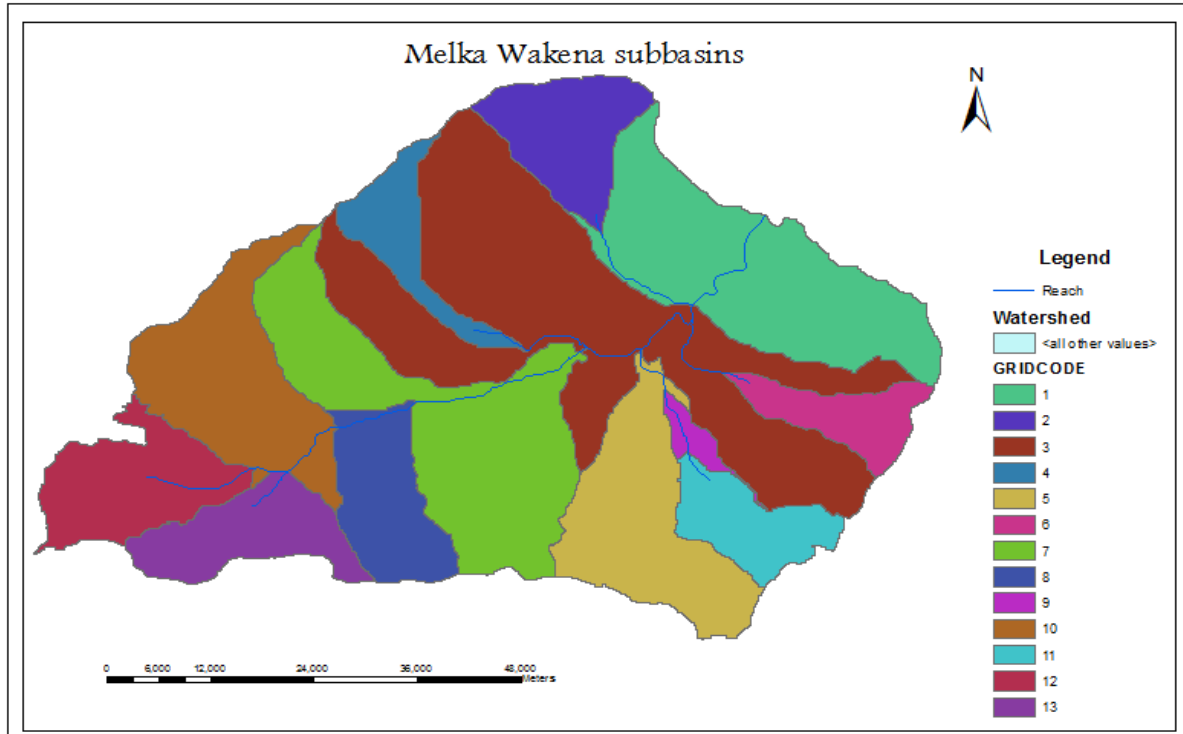 Melka Wakena subbasins
N
Legend
Reach
Watershed
<all other values>
GRIDCODE
1
2
3
4
5
6
7
8
9
10
11
12
13
0 6,000 12,000 24,000 36,000 48,000
Meters